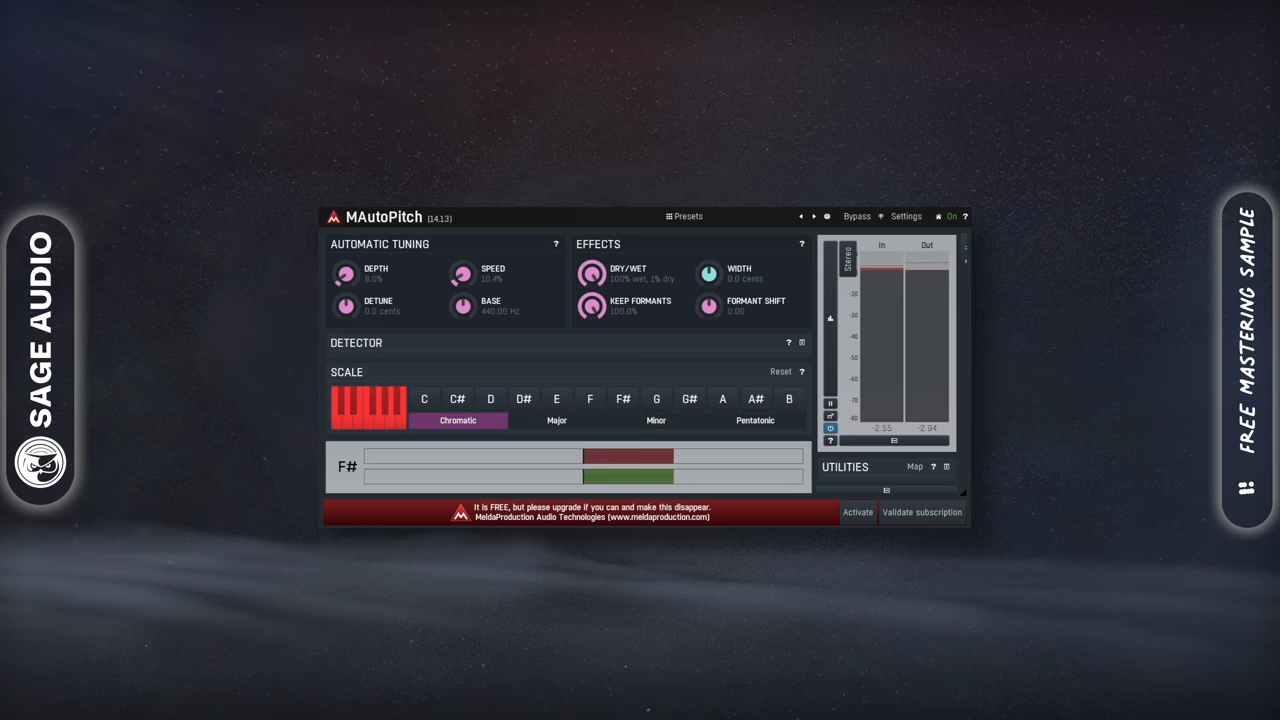 SAGE AUDIO
MAutoPitch (14.13)
Presets
Bypass
Settings
On
?
AUTOMATIC TUNING
?
DEPTH
8.0%
SPEED
10.4%
DETUNE
0.0 cents
BASE
440.00 Hz
EFFECTS
?
DRY/WET
100% wet, 1% dry
WIDTH
0.0 cents
KEEP FORMANTS
100.0%
FORMANT SHIFT
0.00
DETECTOR
?
SCALE
Reset
?
C C# D D# E F F# G G# A A# B
Chromatic Major Minor Pentatonic
F#
Stereo
In Out
-20
-30
-40
-50
-60
-70
-80
-2.55 -2.94
?
UTILITIES
Map
?
It is FREE, but please upgrade if you can and make this disappear.
MeldaProduction Audio Technologies (www.meldaproduction.com)
Activate
Validate subscription
FREE MASTERING SAMPLE